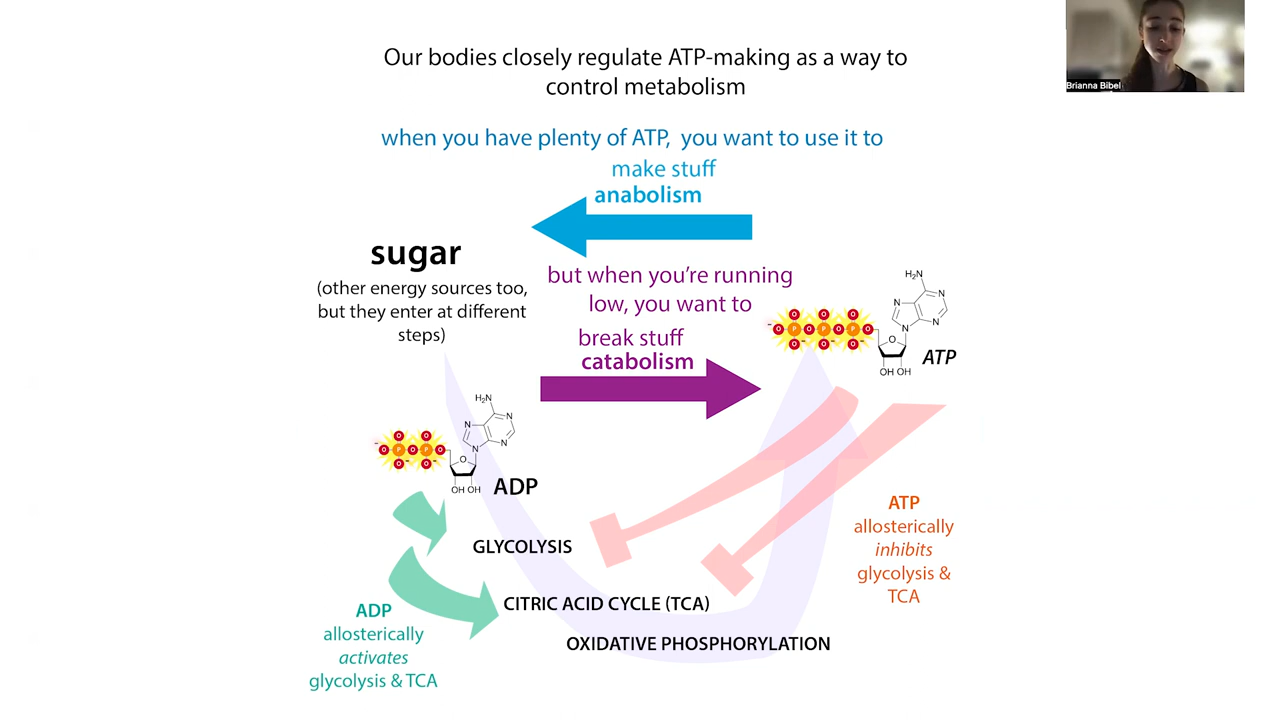 Brianna Bibel
Our bodies closely regulate ATP-making as a way to
control metabolism
when you have plenty of ATP, you want to use it to
make stuff
anabolism
sugar
(other energy sources too,
but they enter at different
steps)
but when you're running
low, you want to
break stuff
catabolism
H₂N
N
N
N
N
O
OH OH
O O O
- O P O P O P O
O- O- O-
ATP
H₂N
N
N
N
N
O
OH OH
O O
- O P O P O
O- O-
ADP
GLYCOLYSIS
CITRIC ACID CYCLE (TCA)
OXIDATIVE PHOSPHORYLATION
ADP
allosterically
activates
glycolysis & TCA
ATP
allosterically
inhibits
glycolysis &
TCA